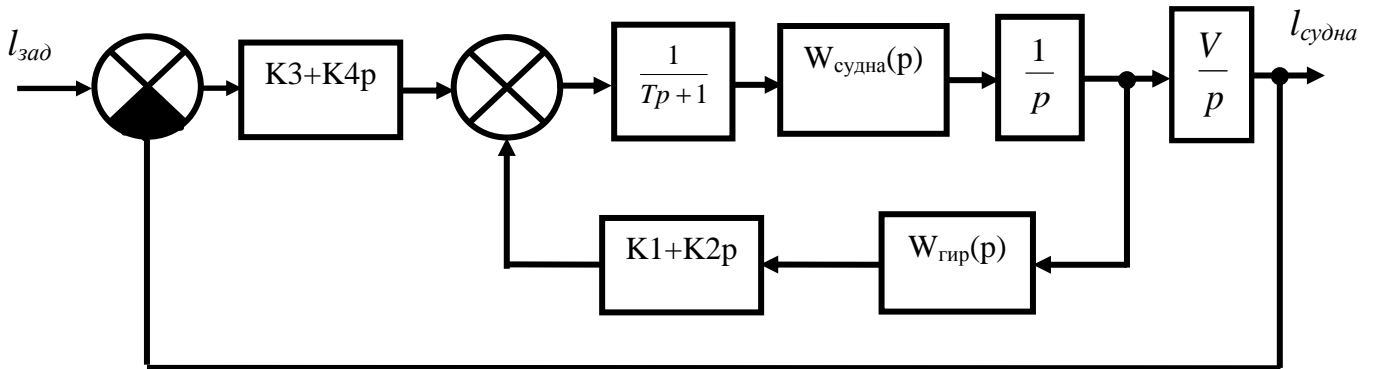 l_зад
K3+K4p
1
Tp + 1
W_судна(p)
1
p
V
p
l_судна
K1+K2p
W_гир(p)